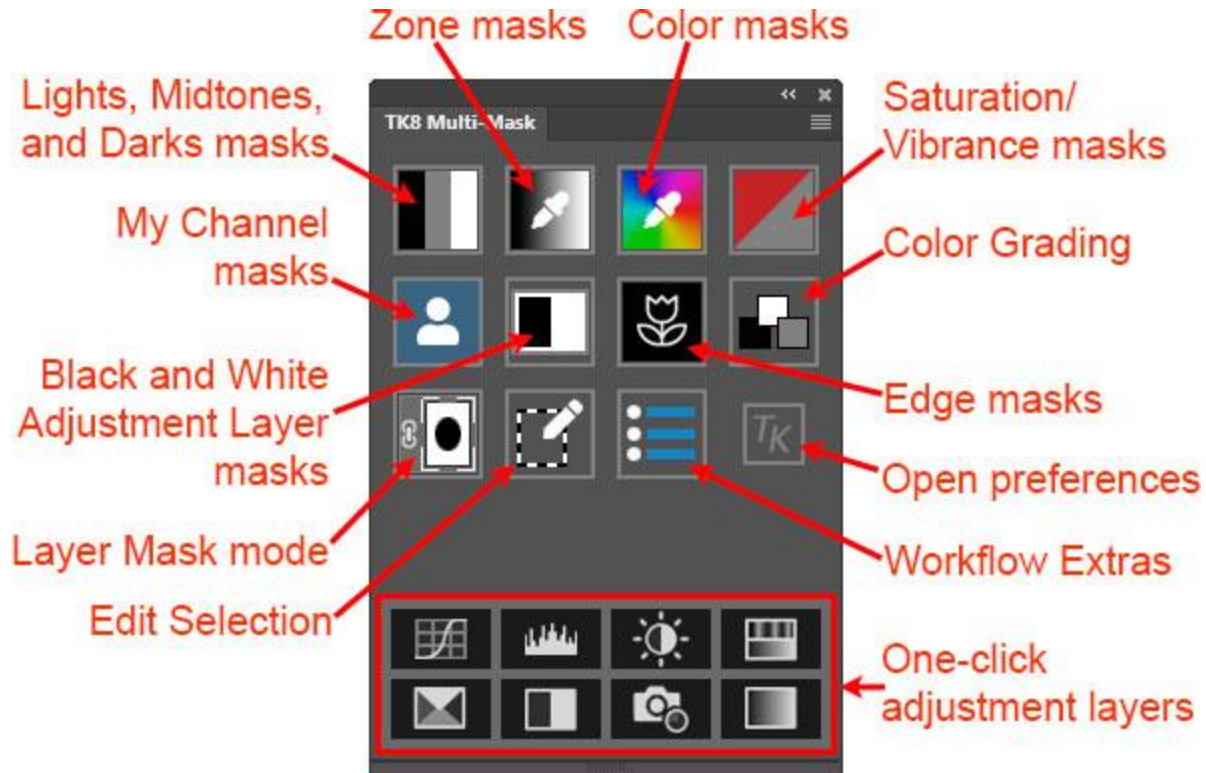 Zone masks
Color masks
Lights, Midtones,
and Darks masks
TK8 Multi-Mask
Saturation/
Vibrance masks
My Channel
masks
Color Grading
Black and White
Adjustment Layer
masks
Edge masks
TK
Open preferences
Layer Mask mode
Workflow Extras
Edit Selection
One-click
adjustment layers